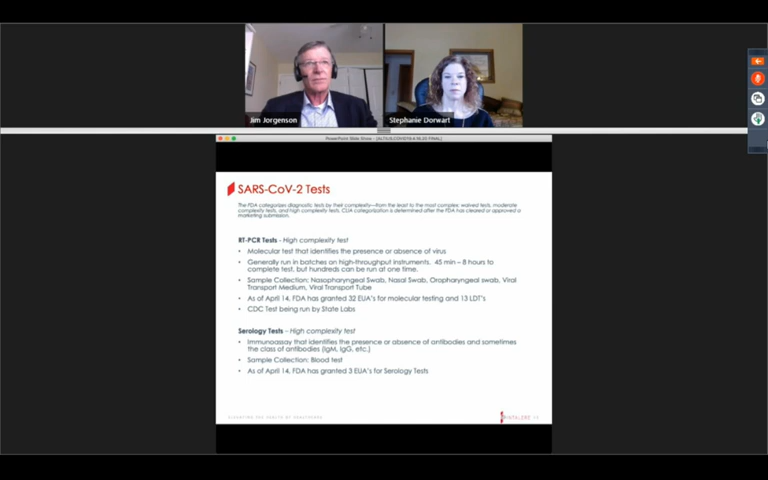 Jim Jorgenson
Stephanie Dorwart
SARS-CoV-2 Tests
The FDA categorizes diagnostic tests by their complexity—from the least to the most complex: waived tests, moderate
complexity tests, and high complexity tests. CLIA categorization is determined after the FDA has cleared or approved a
marketing submission.
RT-PCR Tests - High complexity test
• Molecular test that identifies the presence or absence of virus
• Generally run in batches on high-throughput instruments. 45 min – 8 hours to
complete test, but hundreds can be run at one time.
• Sample Collection: Nasopharyngeal Swab, Nasal Swab, Oropharyngeal swab, Viral
Transport Medium, Viral Transport Tube
• As of April 14, FDA has granted 32 EUA's for molecular testing and 13 LDT's
• CDC Test being run by State Labs
Serology Tests – High complexity test
• Immunoassay that identifies the presence or absence of antibodies and sometimes
the class of antibodies (IgM, IgG, etc.)
• Sample Collection: Blood test
• As of April 14, FDA has granted 3 EUA's for Serology Tests